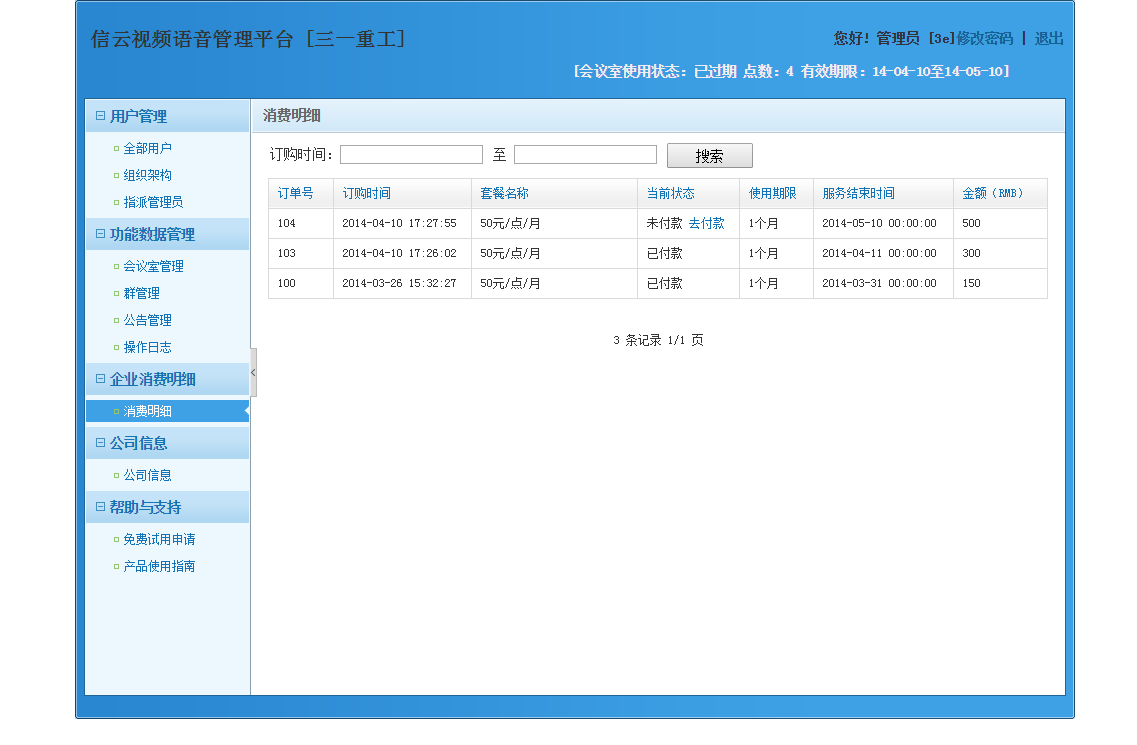 信云视频语音管理平台 [三一重工]
您好! 管理员 [3e]修改密码 | 退出
[会议室使用状态: 已过期 点数: 4 有效期限: 14-04-10至14-05-10]
用户管理
全部用户
组织架构
指派管理员
功能数据管理
会议室管理
群管理
公告管理
操作日志
企业消费明细
消费明细
公司信息
公司信息
帮助与支持
免费试用申请
产品使用指南
消费明细
订购时间: 至 搜索
订单号 订购时间 套餐名称 当前状态 使用期限 服务结束时间 金额（RMB）
104 2014-04-10 17:27:55 50元/点/月 未付款 去付款 1个月 2014-05-10 00:00:00 500
103 2014-04-10 17:26:02 50元/点/月 已付款 1个月 2014-04-11 00:00:00 300
100 2014-03-26 15:32:27 50元/点/月 已付款 1个月 2014-03-31 00:00:00 150
3 条记录 1/1 页